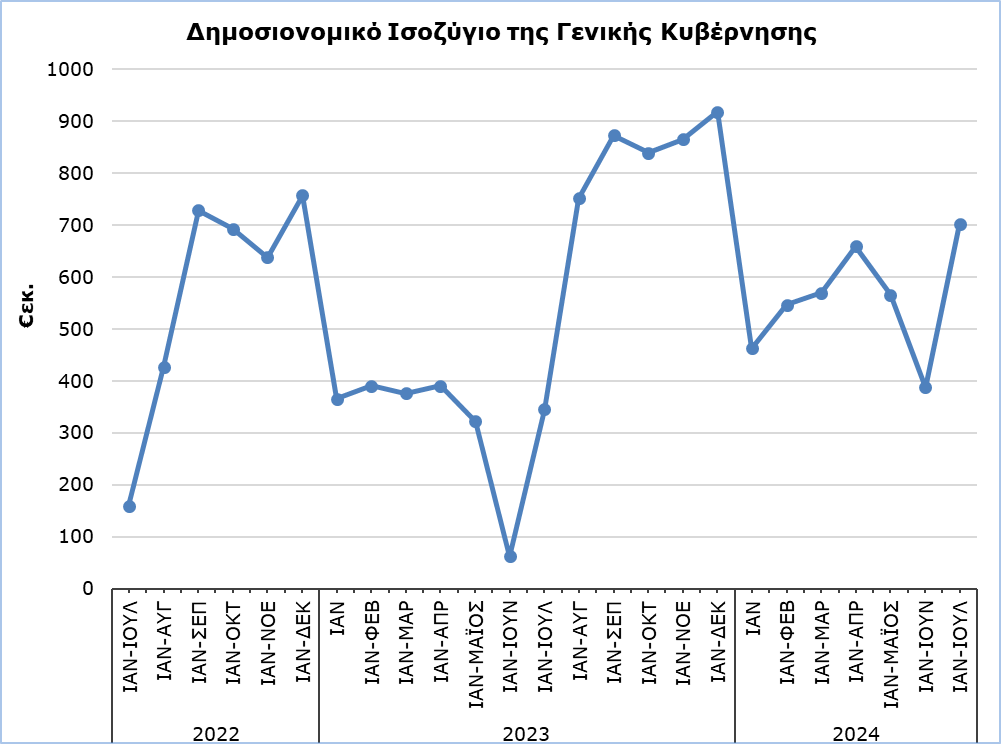 Δημοσιονομικό Ισοζύγιο της Γενικής Κυβέρνησης
€εκ.
1000
900
800
700
600
500
400
300
200
100
0
ΙΑΝ-ΙΟΥΛ
ΙΑΝ-ΑΥΓ
ΙΑΝ-ΣΕΠ
ΙΑΝ-ΟΚΤ
ΙΑΝ-ΝΟΕ
ΙΑΝ-ΔΕΚ
ΙΑΝ
ΙΑΝ-ΦΕΒ
ΙΑΝ-ΜΑΡ
ΙΑΝ-ΑΠΡ
ΙΑΝ-ΜΑΪΟΣ
ΙΑΝ-ΙΟΥΝ
ΙΑΝ-ΙΟΥΛ
ΙΑΝ-ΑΥΓ
ΙΑΝ-ΣΕΠ
ΙΑΝ-ΟΚΤ
ΙΑΝ-ΝΟΕ
ΙΑΝ-ΔΕΚ
ΙΑΝ
ΙΑΝ-ΦΕΒ
ΙΑΝ-ΜΑΡ
ΙΑΝ-ΑΠΡ
ΙΑΝ-ΜΑΪΟΣ
ΙΑΝ-ΙΟΥΝ
ΙΑΝ-ΙΟΥΛ
2022
2023
2024